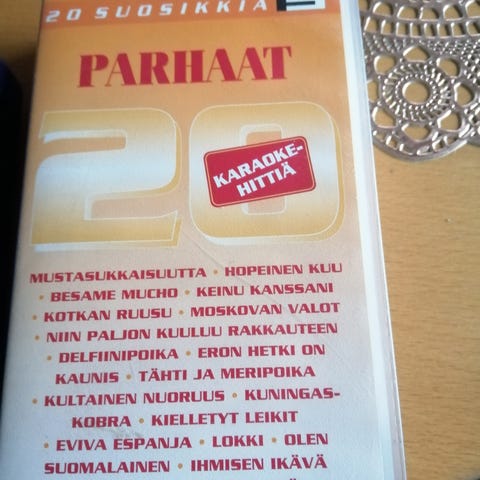 20 SUOSIKKIA
PARHAAT
20
KARAOKE-
HITTIÄ
MUSTASUKKAISUUTTA • HOPEINEN KUU
• BESAME MUCHO • KEINU KANSSANI
• KOTKAN RUUSU • MOSKOVAN VALOT
• NIIN PALJON KUULUU RAKKAUTEEN
• DELFIINIPOIKA • ERON HETKI ON
KAUNIS • TÄHTI JA MERIPOIKA
• KULTAINEN NUORUUS • KUNINGAS-
KOBRA • KIELLETYT LEIKIT
• EVIVA ESPANJA • LOKKI • OLEN
SUOMALAINEN • IHMISEN IKÄVÄ